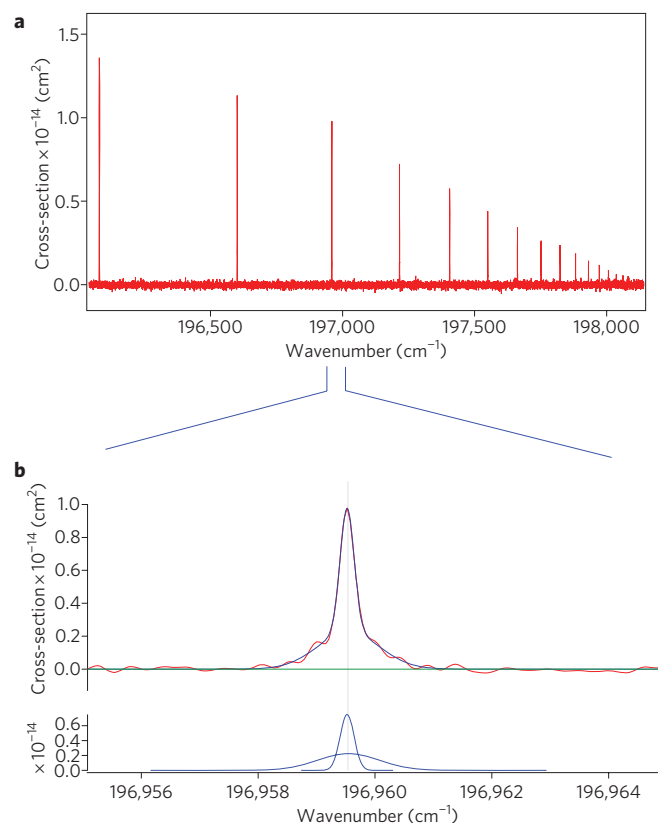 a
Cross-section × 10⁻¹⁴ (cm²)
1.5
1.0
0.5
0.0
196,500 197,000 197,500 198,000
Wavenumber (cm⁻¹)
b
Cross-section × 10⁻¹⁴ (cm²)
1.0
0.8
0.6
0.4
0.2
0.0
× 10⁻¹⁴
0.6
0.4
0.2
0.0
196,956 196,958 196,960 196,962 196,964
Wavenumber (cm⁻¹)